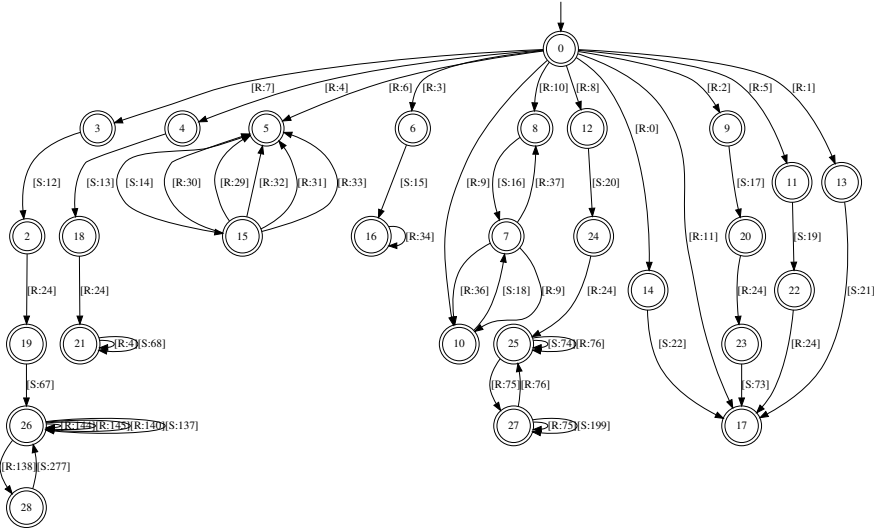 0
[R:7] [R:4] [R:6] [R:3] [R:10] [R:8] [R:2] [R:5] [R:1]
3 4 5 6 8 12 9
[R:0]
[S:12] [S:13] [S:14] [R:30] [R:29] [R:32] [R:31] [R:33] [S:15] [R:9] [S:16] [R:37] [S:20] [S:17] 11 13
2 18 15 16 [R:34] 7 24 [R:11] 20 [S:19]
[R:24] [R:24] [R:36] [S:18] [R:9] [R:24] 14 [R:24] 22 [S:21]
19 21 [R:4] [S:68] 10 25 [S:74] [R:76] [S:22] 23 [R:24]
[S:67] [R:75] [R:76] [S:73]
26 [R:144] [R:145] [R:140] [S:137] 27 [R:75] [S:199] 17
[R:138] [S:277]
28